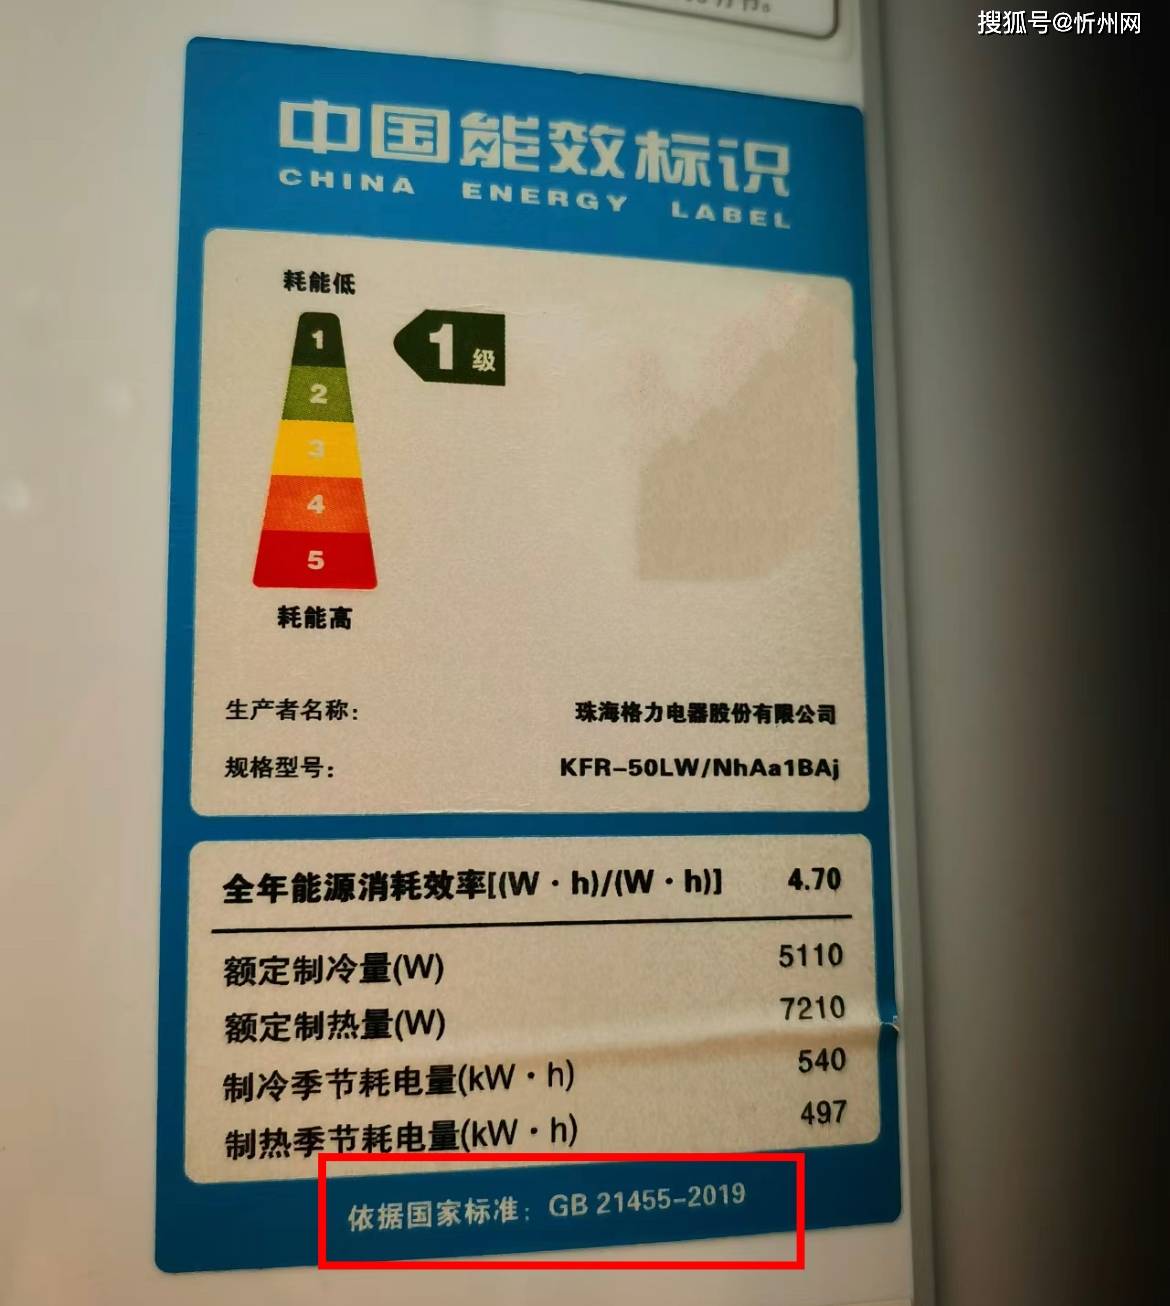 搜狐号@忻州网
中国能效标识
CHINA ENERGY LABEL
耗能低
1
2
3
4
5
1级
耗能高
生产者名称： 珠海格力电器股份有限公司
规格型号： KFR-50LW/NhAa1BAj
全年能源消耗效率[(W·h)/(W·h)] 4.70
额定制冷量(W) 5110
额定制热量(W) 7210
制冷季节耗电量(kW·h) 540
制热季节耗电量(kW·h) 497
依据国家标准：GB 21455-2019